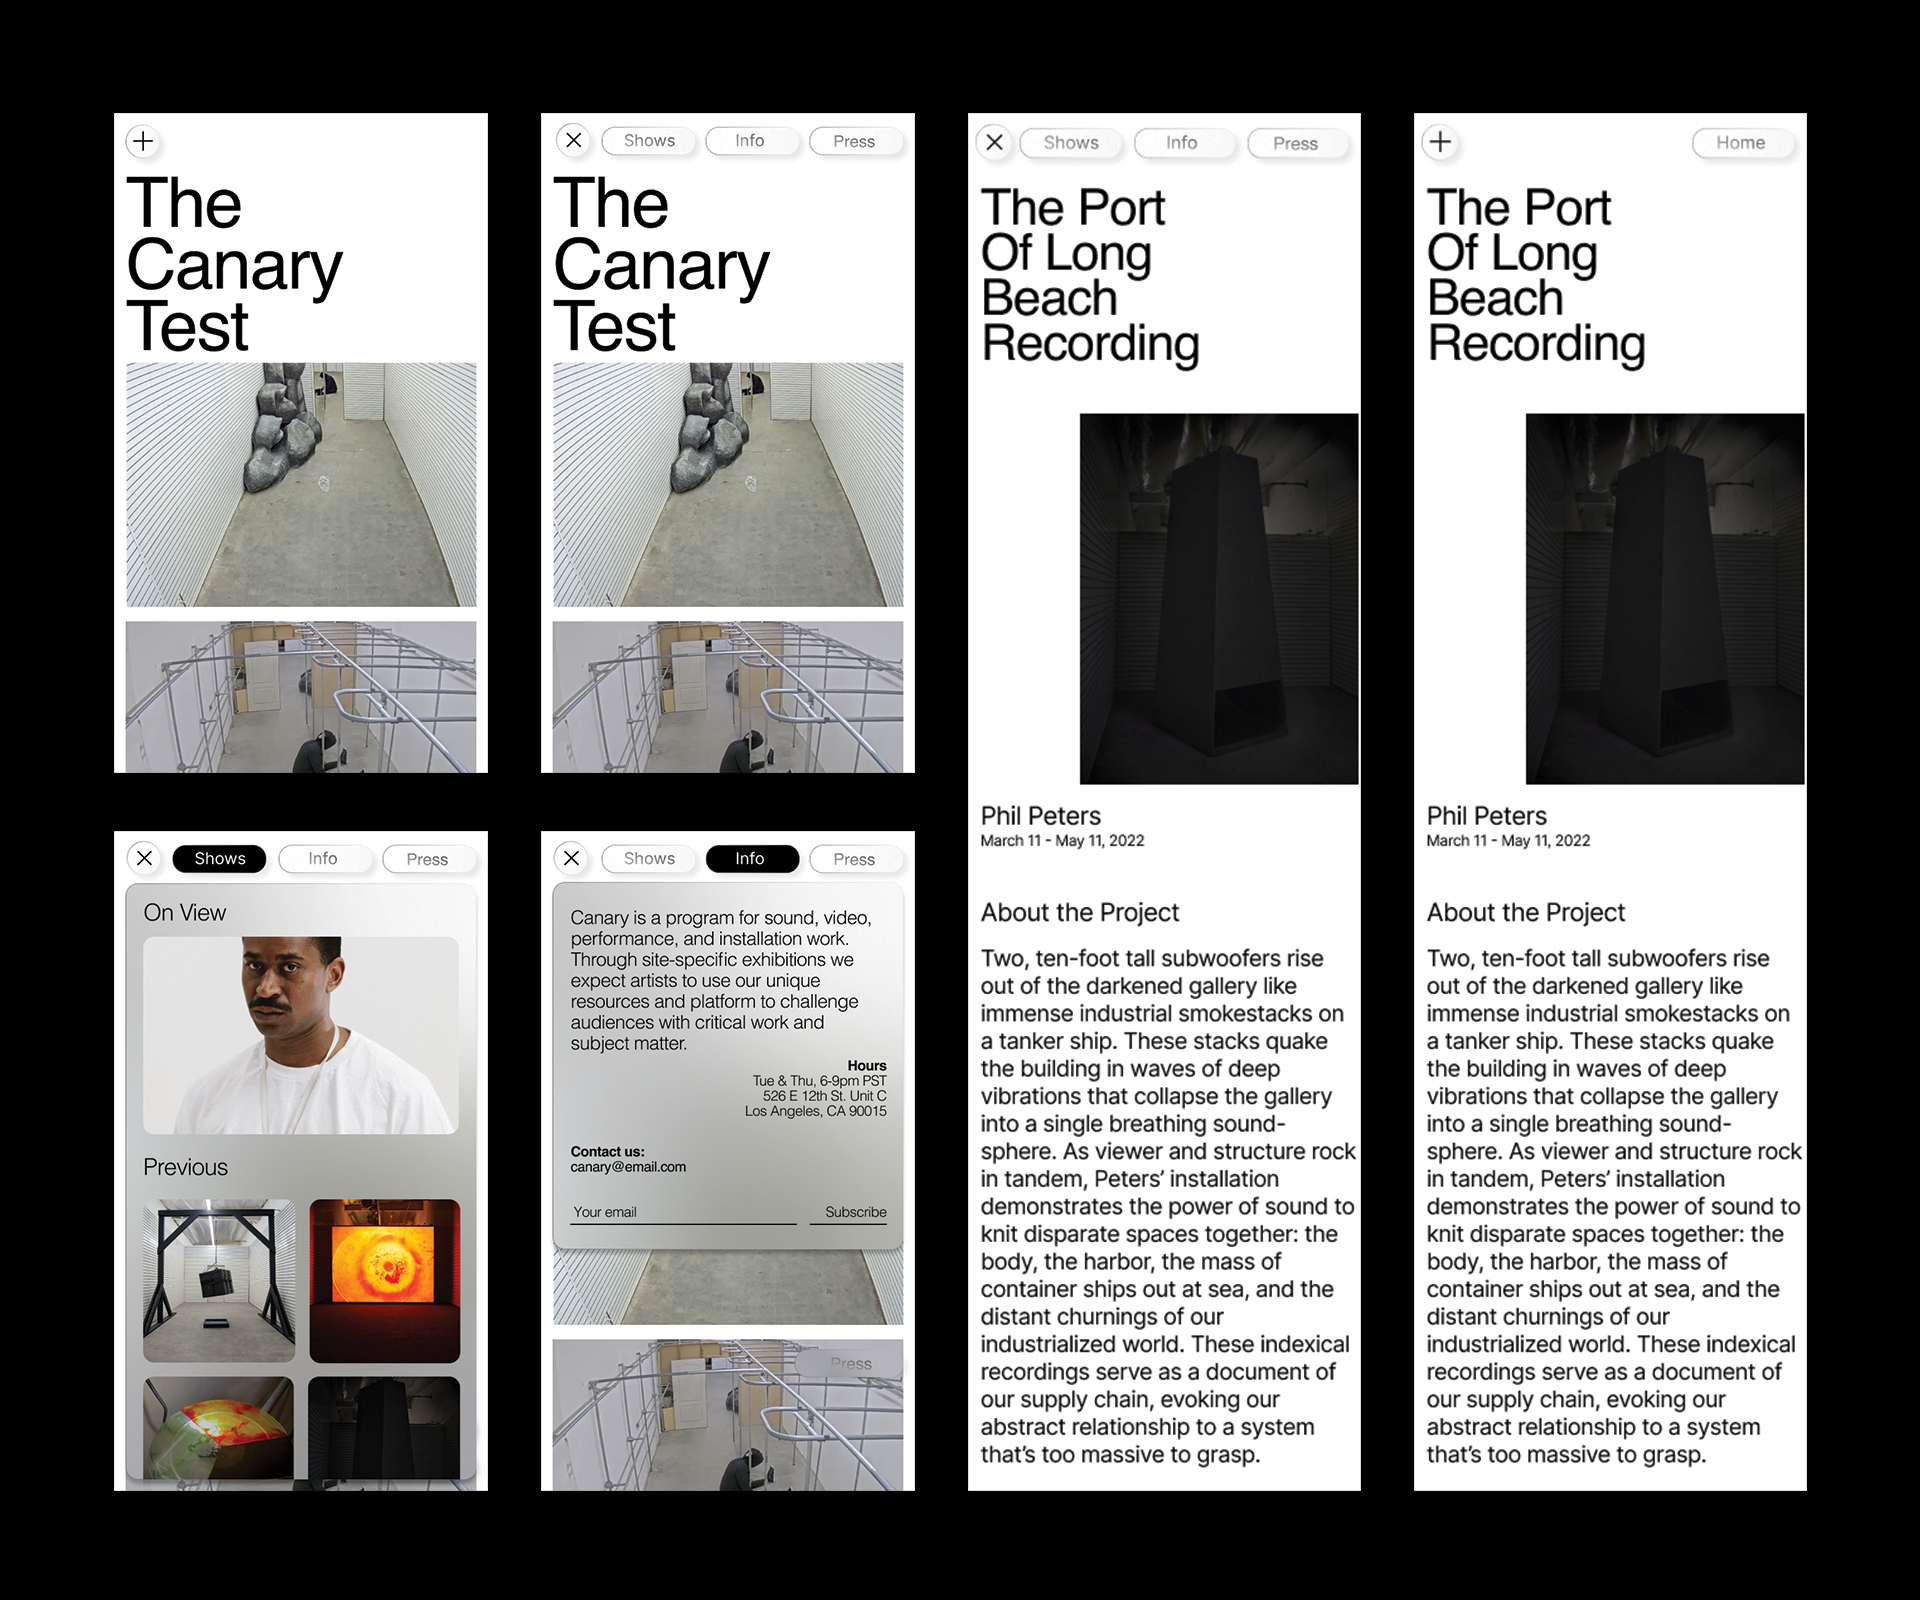 The
Canary
Test
Shows
Info
Press
The
Canary
Test
Shows
Info
Press
The Port
Of Long
Beach
Recording
Phil Peters
March 11 - May 11, 2022
About the Project
Two, ten-foot tall subwoofers rise
out of the darkened gallery like
immense industrial smokestacks on
a tanker ship. These stacks quake
the building in waves of deep
vibrations that collapse the gallery
into a single breathing sound-
sphere. As viewer and structure rock
in tandem, Peters’ installation
demonstrates the power of sound to
knit disparate spaces together: the
body, the harbor, the mass of
container ships out at sea, and the
distant churnings of our
industrialized world. These indexical
recordings serve as a document of
our supply chain, evoking our
abstract relationship to a system
that’s too massive to grasp.
Home
The Port
Of Long
Beach
Recording
Phil Peters
March 11 - May 11, 2022
About the Project
Two, ten-foot tall subwoofers rise
out of the darkened gallery like
immense industrial smokestacks on
a tanker ship. These stacks quake
the building in waves of deep
vibrations that collapse the gallery
into a single breathing sound-
sphere. As viewer and structure rock
in tandem, Peters’ installation
demonstrates the power of sound to
knit disparate spaces together: the
body, the harbor, the mass of
container ships out at sea, and the
distant churnings of our
industrialized world. These indexical
recordings serve as a document of
our supply chain, evoking our
abstract relationship to a system
that’s too massive to grasp.
Shows
Info
Press
On View
Previous
Shows
Info
Press
Canary is a program for sound, video,
performance, and installation work.
Through site-specific exhibitions we
expect artists to use our unique
resources and platform to challenge
audiences with critical work and
subject matter.
Hours
Tue & Thu, 6-9pm PST
526 E 12th St. Unit C
Los Angeles, CA 90015
Contact us:
canary@email.com
Your email
Subscribe
Press